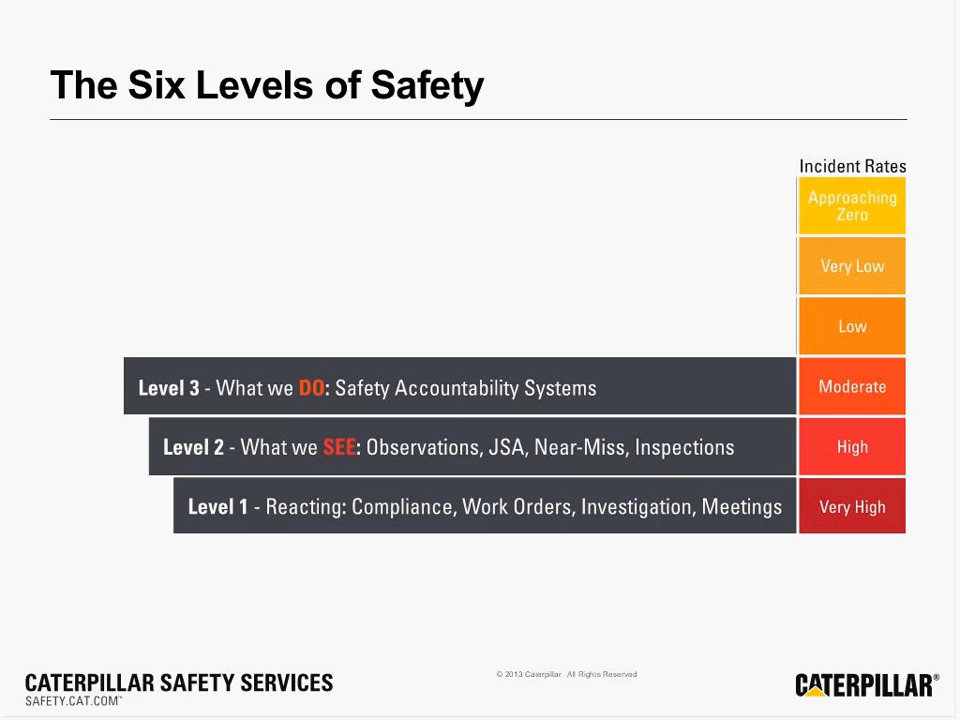 The Six Levels of Safety
Incident Rates
Approaching
Zero
Very Low
Low
Level 3 - What we DO: Safety Accountability Systems
Moderate
Level 2 - What we SEE: Observations, JSA, Near-Miss, Inspections
High
Level 1 - Reacting: Compliance, Work Orders, Investigation, Meetings
Very High
CATERPILLAR SAFETY SERVICES
SAFETY.CAT.COM™
© 2013 Caterpillar All Rights Reserved
CATERPILLAR®